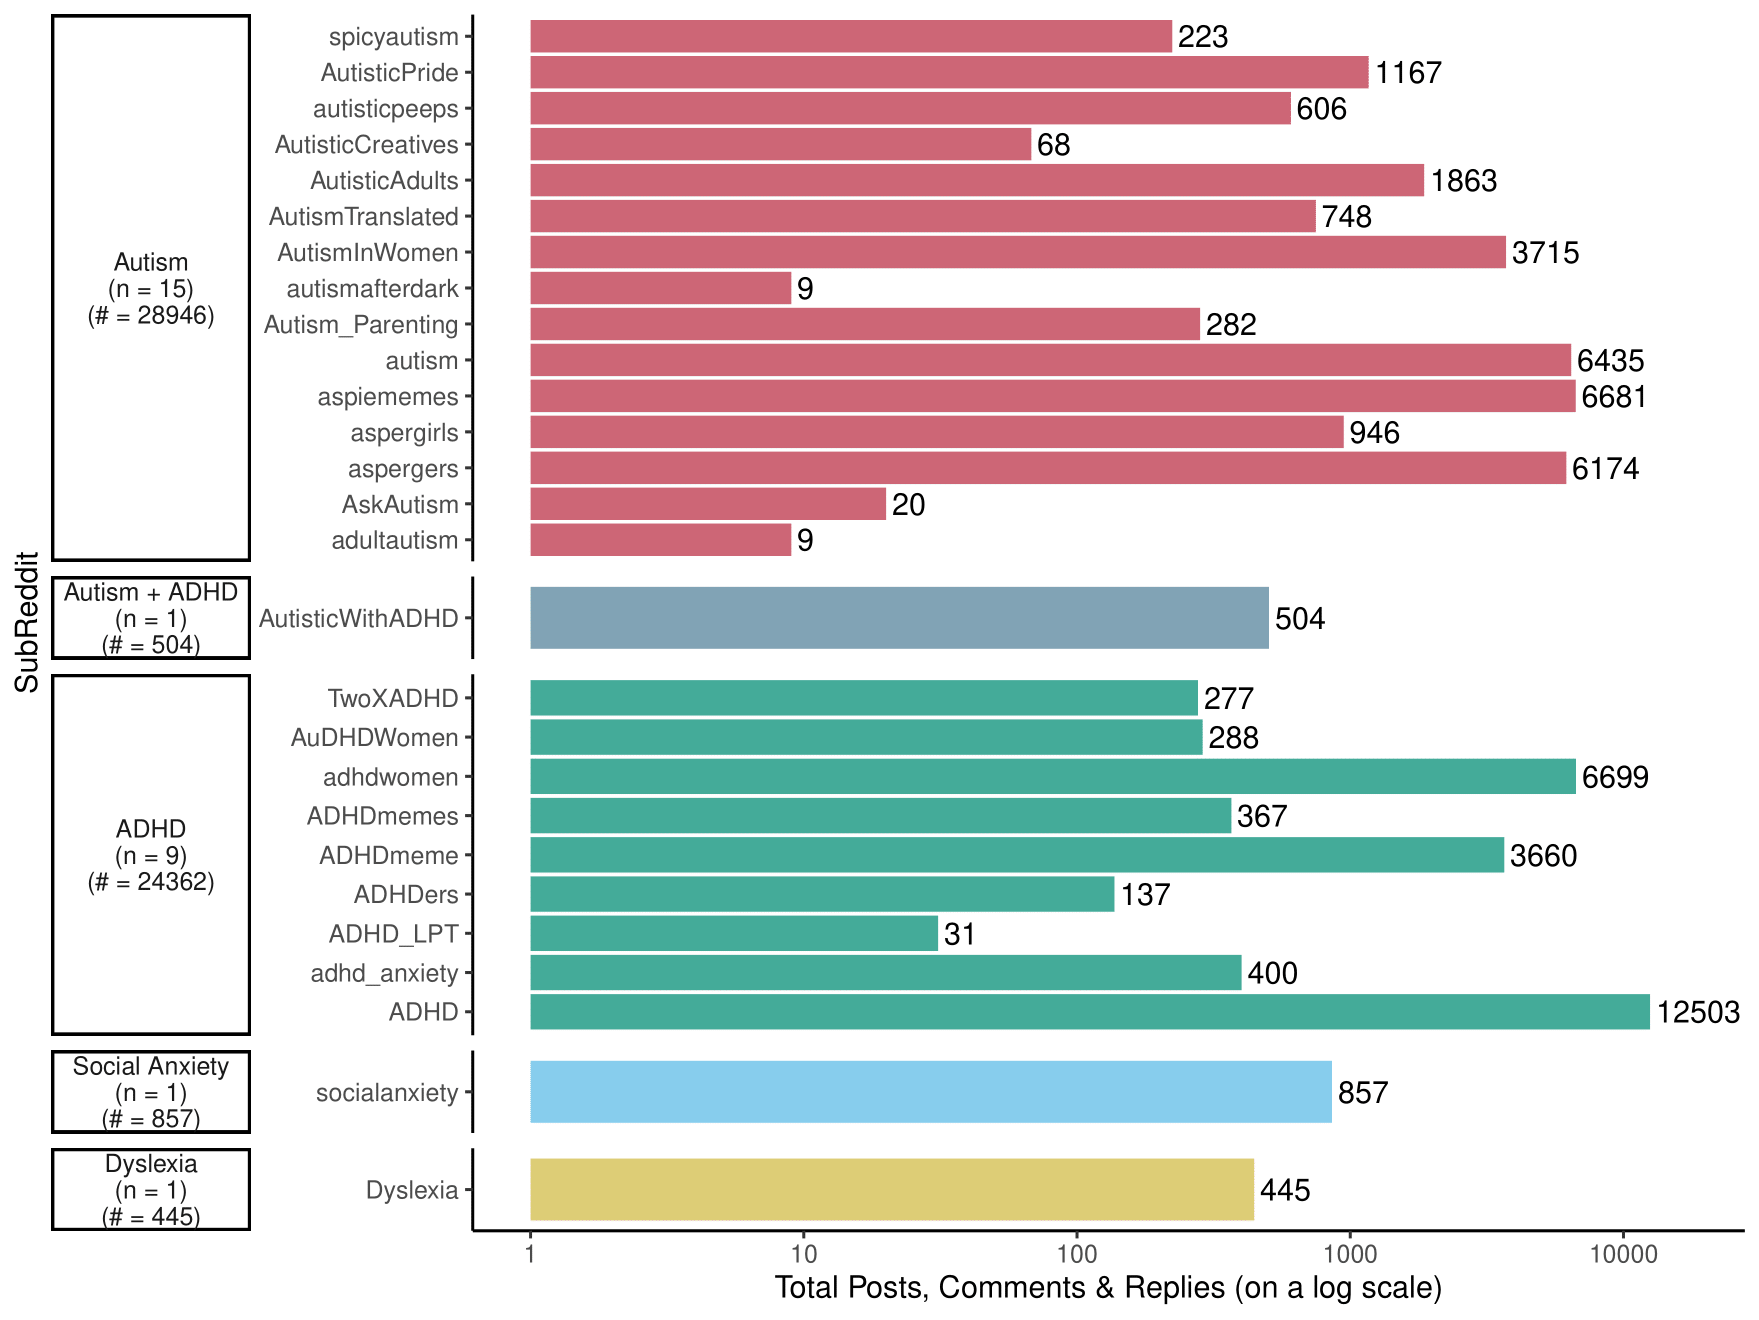 SubReddit
Autism
(n = 15)
(# = 28946)
spicyautism 223
AutisticPride 1167
autisticpeeps 606
AutisticCreatives 68
AutisticAdults 1863
AutismTranslated 748
AutismInWomen 3715
autismafterdark 9
Autism_Parenting 282
autism 6435
aspiememes 6681
aspergirls 946
aspergers 6174
AskAutism 20
adultautism 9
Autism + ADHD
(n = 1)
(# = 504)
AutisticWithADHD 504
ADHD
(n = 9)
(# = 24362)
TwoXADHD 277
AuDHDWomen 288
adhdwomen 6699
ADHDmemes 367
ADHDmeme 3660
ADHDers 137
ADHD_LPT 31
adhd_anxiety 400
ADHD 12503
Social Anxiety
(n = 1)
(# = 857)
socialanxiety 857
Dyslexia
(n = 1)
(# = 445)
Dyslexia 445
1 10 100 1000 10000
Total Posts, Comments & Replies (on a log scale)